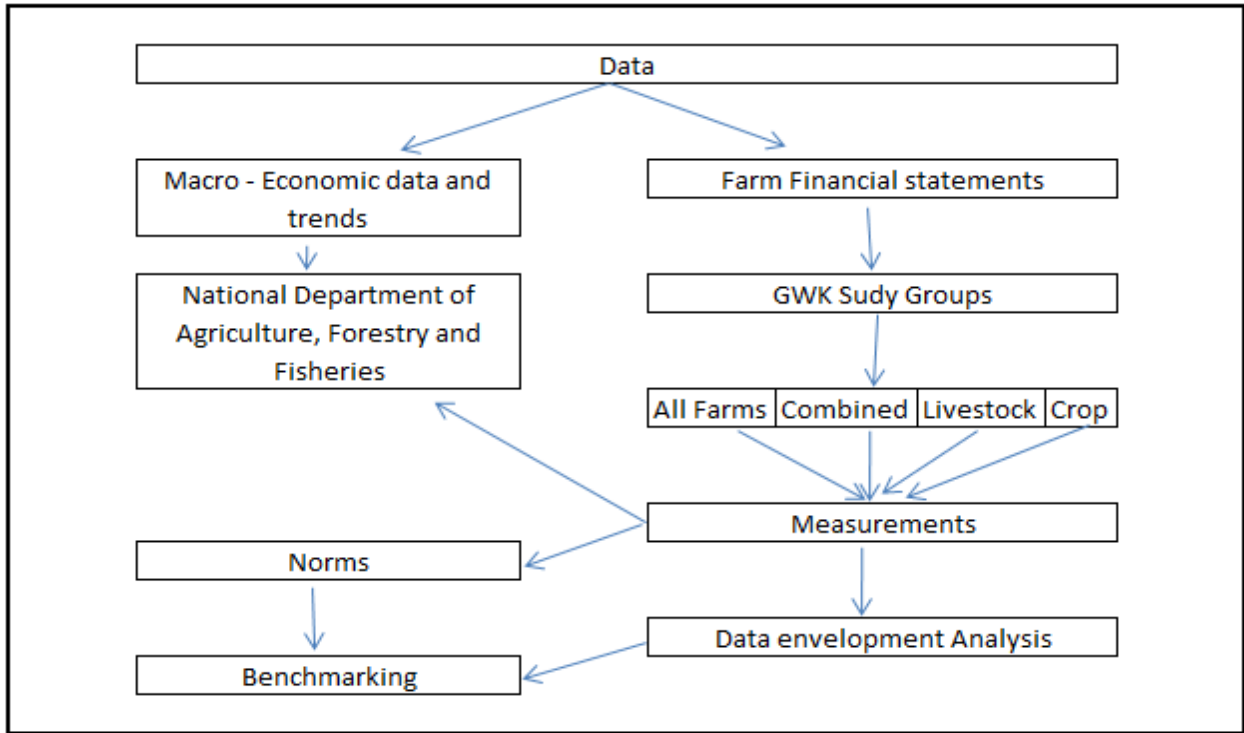 Data
Macro - Economic data and
trends
Farm Financial statements
National Department of
Agriculture, Forestry and
Fisheries
GWK Sudy Groups
All Farms Combined Livestock Crop
Measurements
Norms
Data envelopment Analysis
Benchmarking